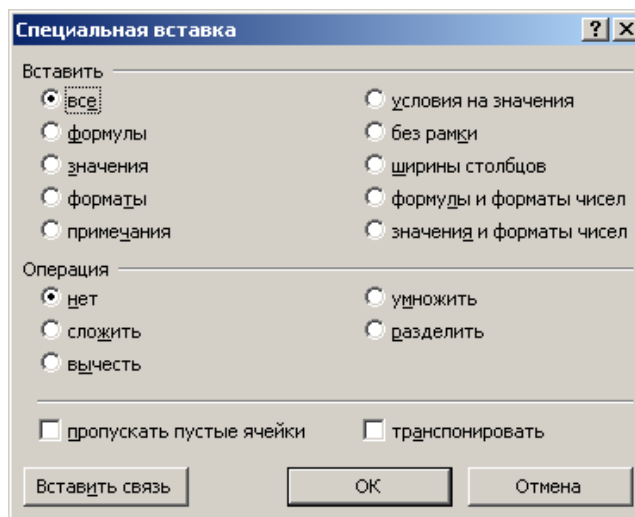 Специальная вставка
Вставить
все
условия на значения
формулы
без рамки
значения
ширины столбцов
форматы
формулы и форматы чисел
примечания
значения и форматы чисел
Операция
нет
умножить
сложить
разделить
вычесть
пропускать пустые ячейки
транспонировать
Вставить связь
ОК
Отмена